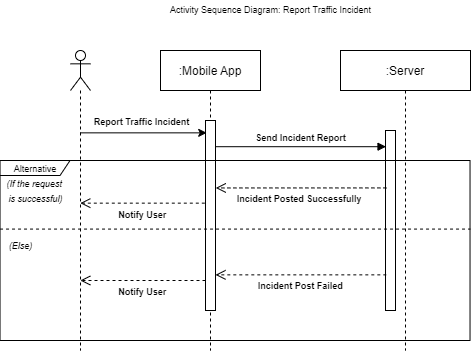 Activity Sequence Diagram: Report Traffic Incident
:Mobile App
:Server
Report Traffic Incident
Send Incident Report
Alternative
(If the request
is successful)
Incident Posted Successfully
Notify User
(Else)
Incident Post Failed
Notify User